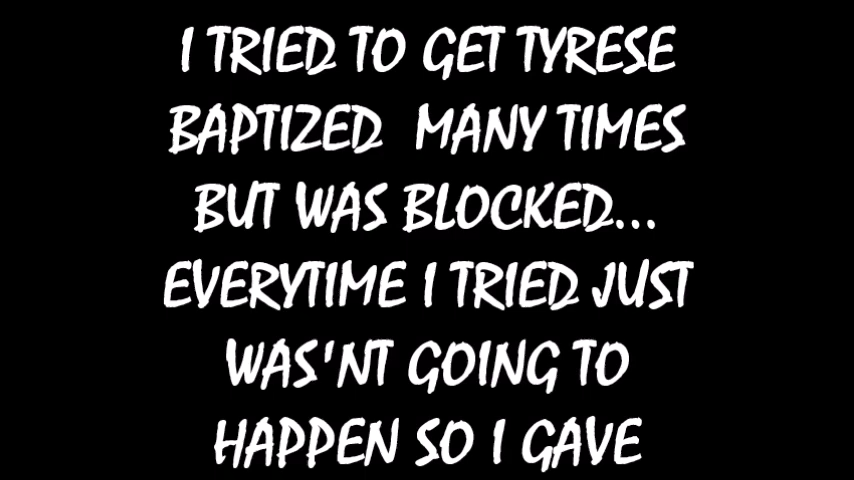 I TRIED TO GET TYRESE
BAPTIZED MANY TIMES
BUT WAS BLOCKED...
EVERYTIME I TRIED JUST
WAS'NT GOING TO
HAPPEN SO I GAVE